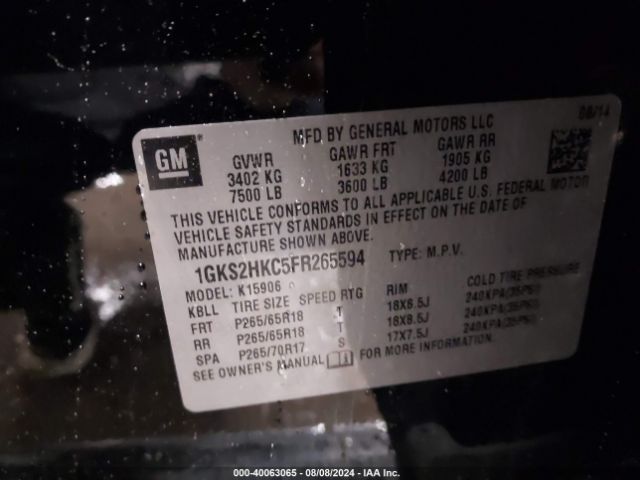 MFD BY GENERAL MOTORS LLC 08/14
GM
GVWR GAWR FRT GAWR RR
3402 KG 1633 KG 1905 KG
7500 LB 3600 LB 4200 LB
THIS VEHICLE CONFORMS TO ALL APPLICABLE U.S. FEDERAL MOTOR
VEHICLE SAFETY STANDARDS IN EFFECT ON THE DATE OF
MANUFACTURE SHOWN ABOVE.
1GKS2HKC5FR265594 TYPE: M.P.V.
MODEL: K15906
KBLL TIRE SIZE SPEED RTG RIM COLD TIRE PRESSURE
FRT P265/65R18 T 18X8.5J 240KPA(35PSI)
RR P265/65R18 T 18X8.5J 240KPA(35PSI)
SPA P265/70R17 S 17X7.5J 240KPA(35PSI)
SEE OWNER'S MANUAL FOR MORE INFORMATION.
000-40063065 - 08/08/2024 - IAA Inc.